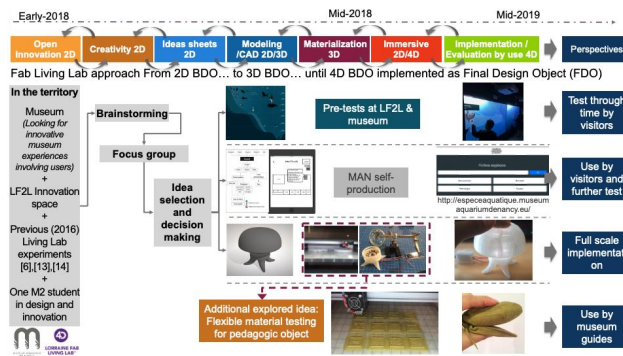 Early-2018
Mid-2018
Mid-2019
Open
Innovation 2D
Creativity 2D
Ideas sheets
2D
Modeling
/CAD 2D/3D
Materialization
3D
Immersive
2D/4D
Implementation /
Evaluation by use 4D
Perspectives
Fab Living Lab approach From 2D BDO… to 3D BDO… until 4D BDO implemented as Final Design Object (FDO)
In the territory
Museum
(Looking for
innovative
museum
experiences
involving users)
+
LF2L Innovation
space
+
Previous (2016)
Living Lab
experiments
[6],[13],[14]
+
One M2 student
in design and
innovation
LORRAINE FAB
LIVING LAB
Brainstorming
Focus group
Idea
selection
and
decision
making
Pre-tests at LF2L &
museum
Test through
time by
visitors
MAN self-
production
http://especeaquatique.museum
aquariumdenancy.eu/
Use by
visitors and
further test
Full scale
implementati
on
Additional explored idea:
Flexible material testing
for pedagogic object
Use by
museum
guides